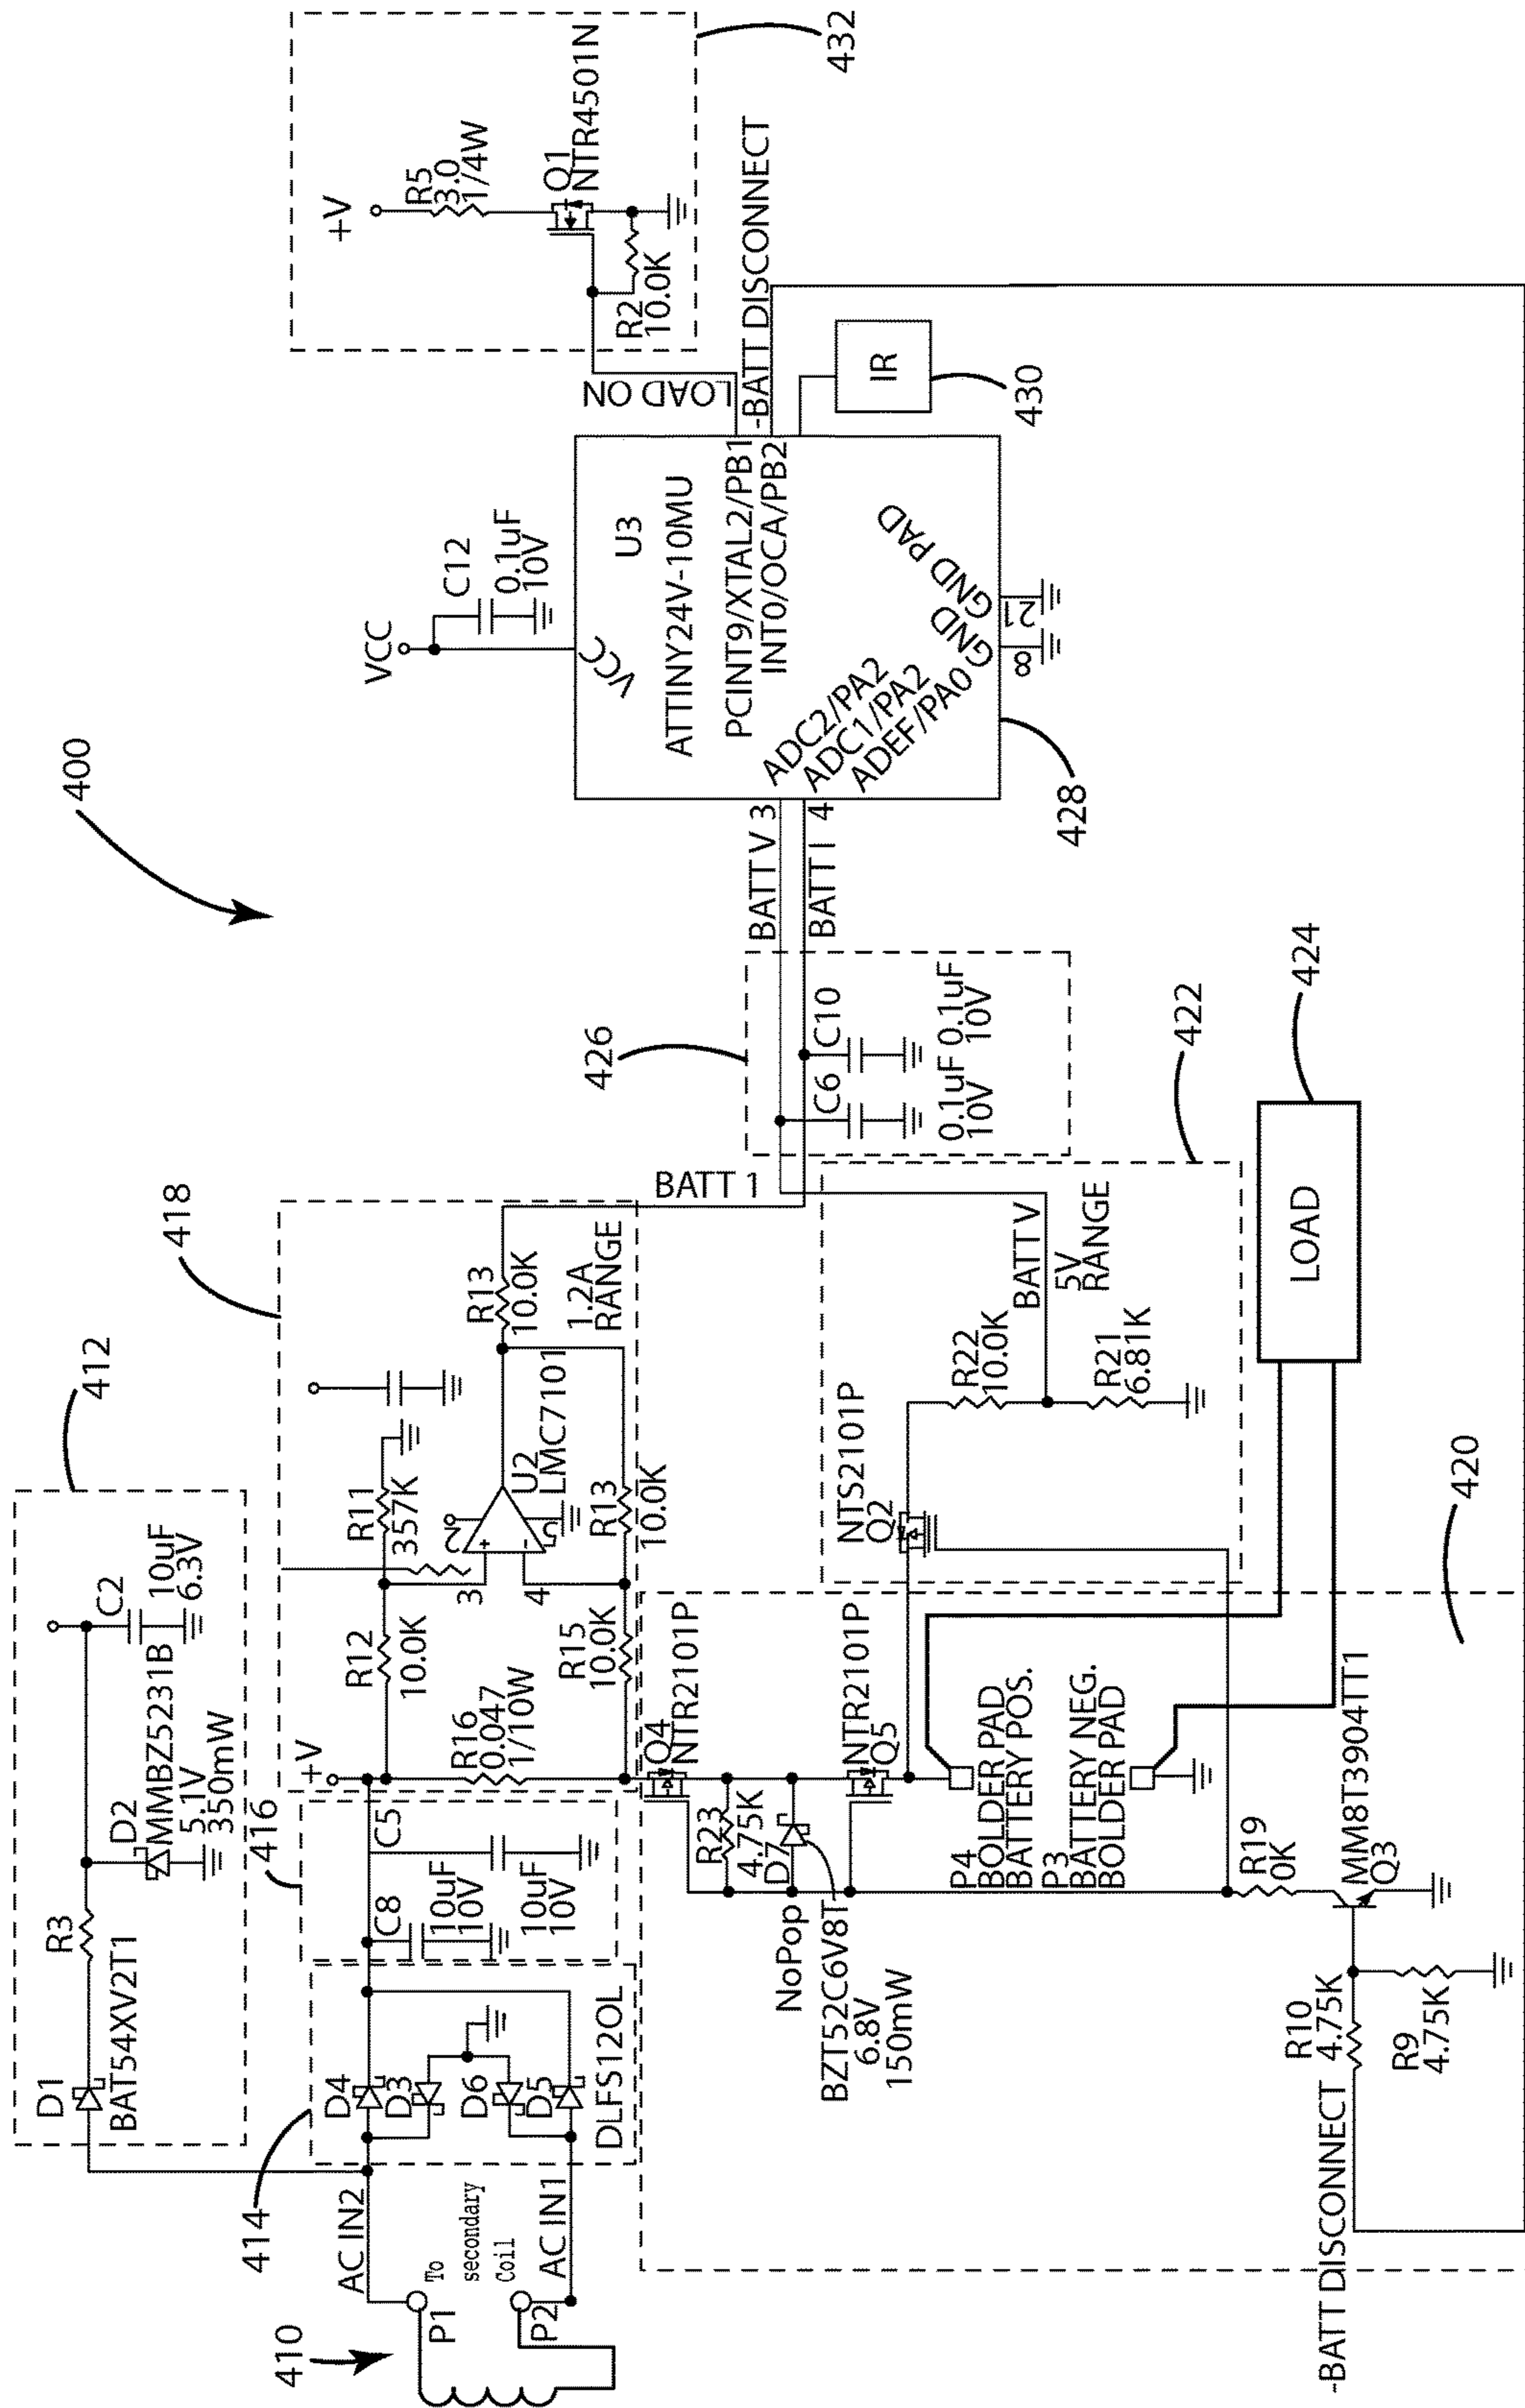 400
432
+V
R5
3.0
1/4W
Q1
NTR4501N
R2
10.0K
LOAD ON
-BATT DISCONNECT
IR
430
VCC
C12
0.1uF
10V
VCC
U3
ATTINY24V-10MU
PCINT9/XTAL2/PB1
INT0/OCA/PB2
ADC2/PA2
ADC1/PA2
ADEF/PA0
GND
GND PAD
8
21
428
BATT V 3
BATT I 4
426
C6
C10
0.1uF
10V
0.1uF
10V
412
D1
BAT54XV2T1
R3
D2
MMBZ5231B
5.1V
350mW
C2
10uF
6.3V
418
+V
R12
10.0K
R11
357K
R16
0.047
1/10W
R15
10.0K
3
4
2
5
U2
LMC7101
R13
10.0K
R13
10.0K
1.2A
RANGE
BATT 1
416
C8
10uF
10V
C5
10uF
10V
414
D4
D3
D6
D5
DLFS12OL
410
P1
P2
To
secondary
Coil
AC IN2
AC IN1
422
NTS2101P
Q2
R22
10.0K
R21
6.81K
BATT V
5V
RANGE
424
LOAD
420
Q4
NTR2101P
R23
4.75K
D7
NoPop
BZT52C6V8T
6.8V
150mW
NTR2101P
Q5
P4
BOLDER PAD
BATTERY POS.
P3
BATTERY NEG.
BOLDER PAD
R19
0K
MM8T3904TT1
Q3
R10
4.75K
R9
4.75K
-BATT DISCONNECT